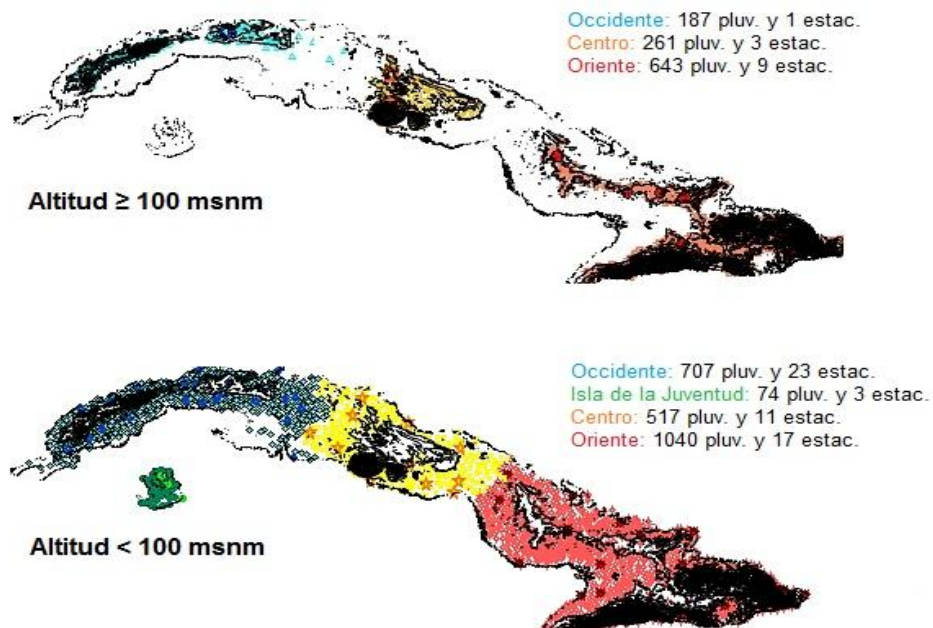 Occidente: 187 pluv. y 1 estac.
Centro: 261 pluv. y 3 estac.
Oriente: 643 pluv. y 9 estac.
Altitud ≥ 100 msnm
Occidente: 707 pluv. y 23 estac.
Isla de la Juventud: 74 pluv. y 3 estac.
Centro: 517 pluv. y 11 estac.
Oriente: 1040 pluv. y 17 estac.
Altitud < 100 msnm